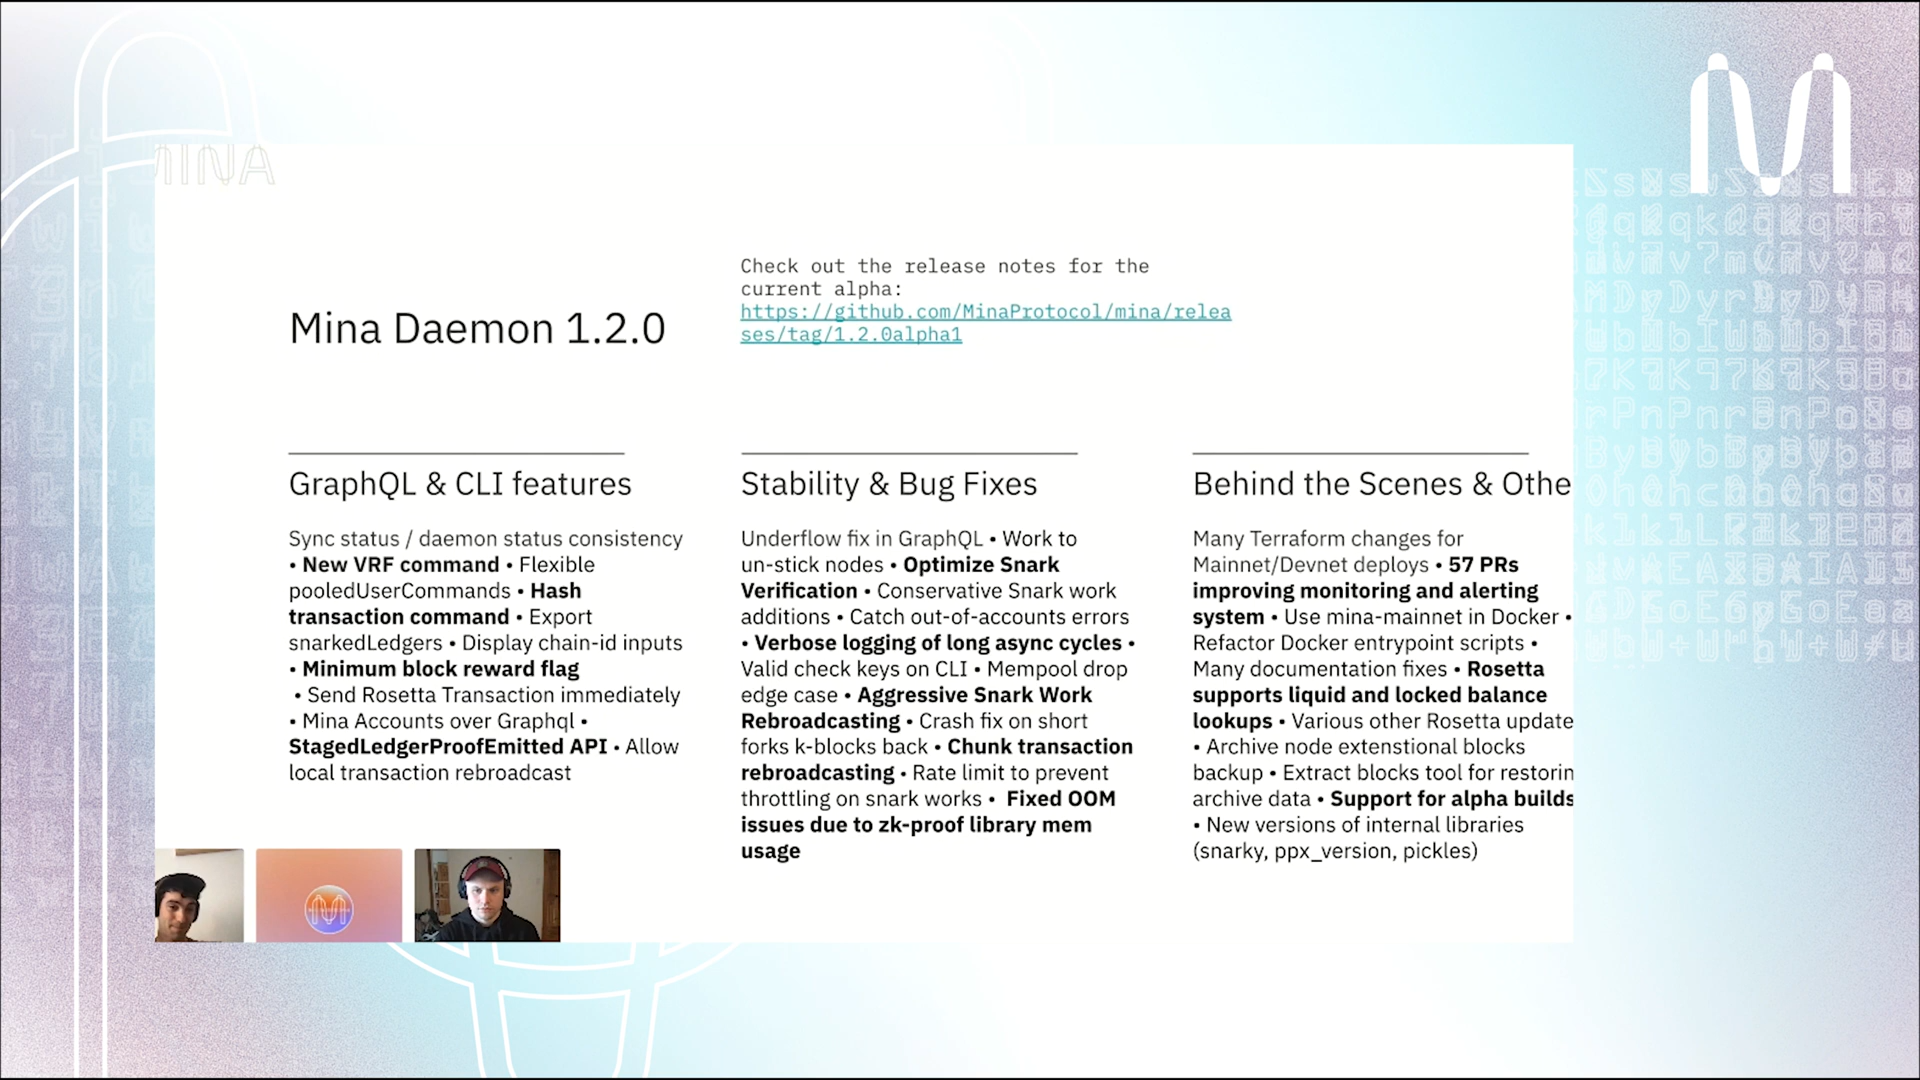 MINA
Check out the release notes for the
current alpha:
https://github.com/MinaProtocol/mina/relea
ses/tag/1.2.0alpha1
Mina Daemon 1.2.0
GraphQL & CLI features
Sync status / daemon status consistency
• New VRF command • Flexible
pooledUserCommands • Hash
transaction command • Export
snarkedLedgers • Display chain-id inputs
• Minimum block reward flag
• Send Rosetta Transaction immediately
• Mina Accounts over Graphql •
StagedLedgerProofEmitted API • Allow
local transaction rebroadcast
Stability & Bug Fixes
Underflow fix in GraphQL • Work to
un-stick nodes • Optimize Snark
Verification • Conservative Snark work
additions • Catch out-of-accounts errors
• Verbose logging of long async cycles •
Valid check keys on CLI • Mempool drop
edge case • Aggressive Snark Work
Rebroadcasting • Crash fix on short
forks k-blocks back • Chunk transaction
rebroadcasting • Rate limit to prevent
throttling on snark works • Fixed OOM
issues due to zk-proof library mem
usage
Behind the Scenes & Othe
Many Terraform changes for
Mainnet/Devnet deploys • 57 PRs
improving monitoring and alerting
system • Use mina-mainnet in Docker •
Refactor Docker entrypoint scripts •
Many documentation fixes • Rosetta
supports liquid and locked balance
lookups • Various other Rosetta update
• Archive node extenstional blocks
backup • Extract blocks tool for restorin
archive data • Support for alpha builds
• New versions of internal libraries
(snarky, ppx_version, pickles)